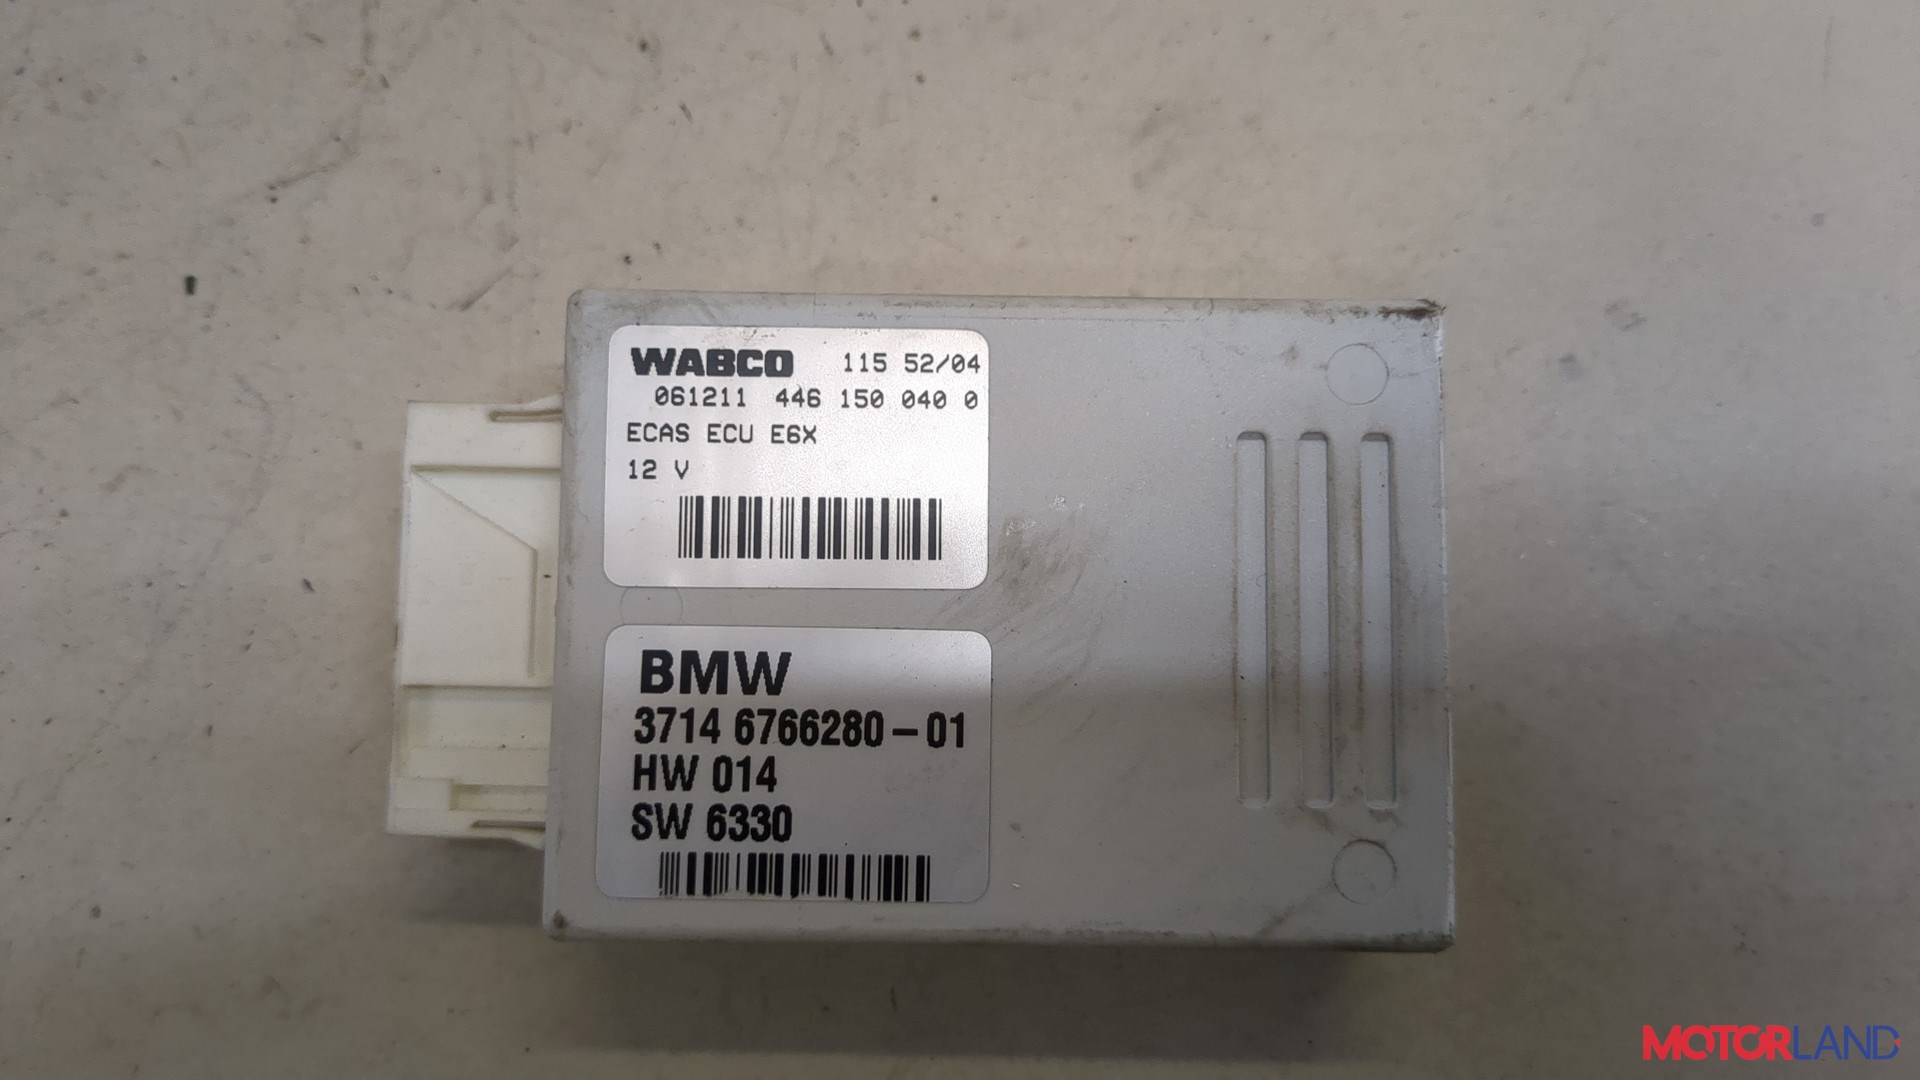 WABCO 115 52/04
061211 446 150 040 0
ECAS ECU E6X
12 V
BMW
3714 6766280-01
HW 014
SW 6330
MOTORLAND